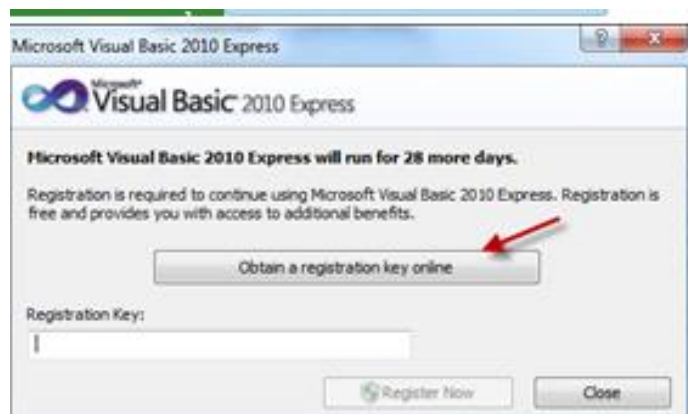 Microsoft Visual Basic 2010 Express
Microsoft®
Visual Basic® 2010 Express
Microsoft Visual Basic 2010 Express will run for 28 more days.
Registration is required to continue using Microsoft Visual Basic 2010 Express. Registration is
free and provides you with access to additional benefits.
Obtain a registration key online
Registration Key:
Register Now
Close